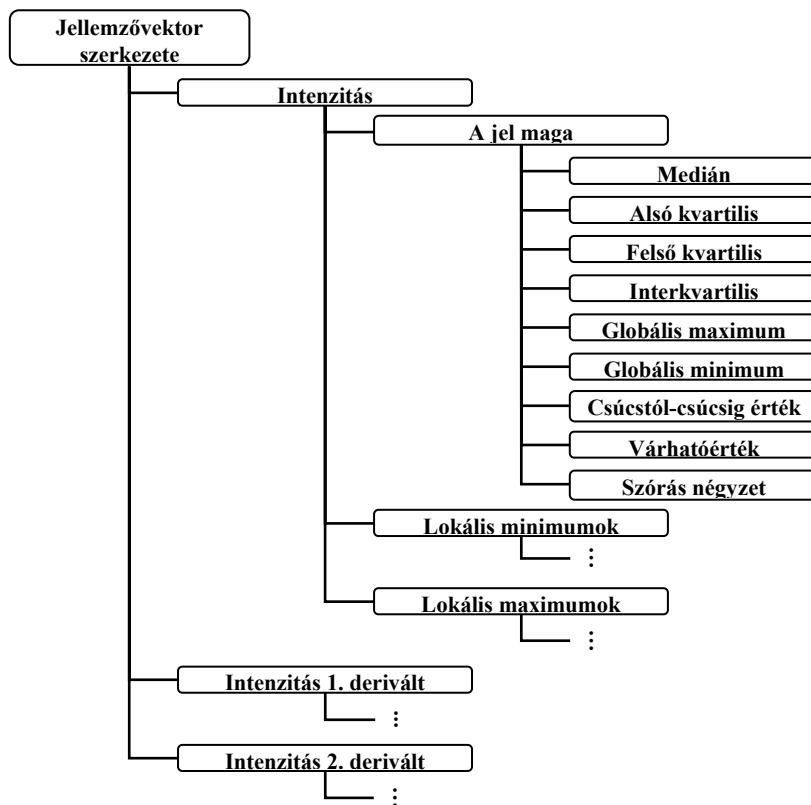 Jellemzővektor
szerkezete
Intenzitás
A jel maga
Medián
Alsó kvartilis
Felső kvartilis
Interkvartilis
Globális maximum
Globális minimum
Csúcstól-csúcsig érték
Várhatóérték
Szórás négyzet
Lokális minimumok
⋮
Lokális maximumok
⋮
Intenzitás 1. derivált
⋮
Intenzitás 2. derivált
⋮